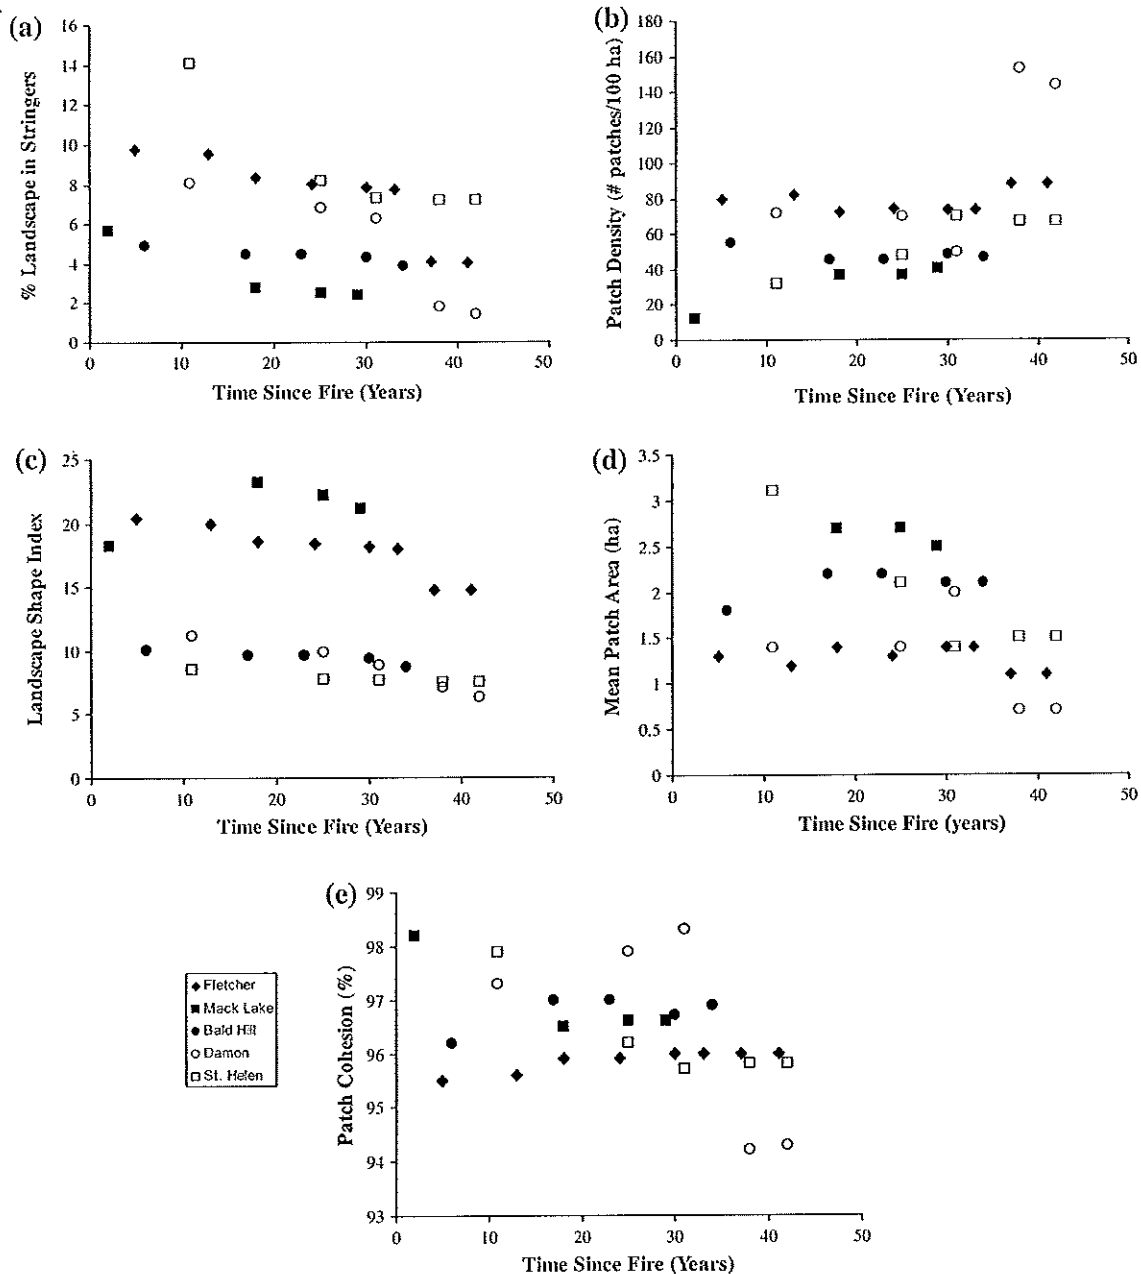 (a)
16
14
12
10
8
6
4
2
0
% Landscape in Stringers
0 10 20 30 40 50
Time Since Fire (Years)
(b)
180
160
140
120
100
80
60
40
20
0
Patch Density (# patches/100 ha)
0 10 20 30 40 50
Time Since Fire (Years)
(c)
25
20
15
10
5
0
Landscape Shape Index
0 10 20 30 40 50
Time Since Fire (Years)
(d)
3.5
3
2.5
2
1.5
1
0.5
0
Mean Patch Area (ha)
0 10 20 30 40 50
Time Since Fire (years)
(e)
99
98
97
96
95
94
93
Patch Cohesion (%)
0 10 20 30 40 50
Time Since Fire (Years)
Fletcher
Mack Lake
Bald Hill
Damon
St. Helen